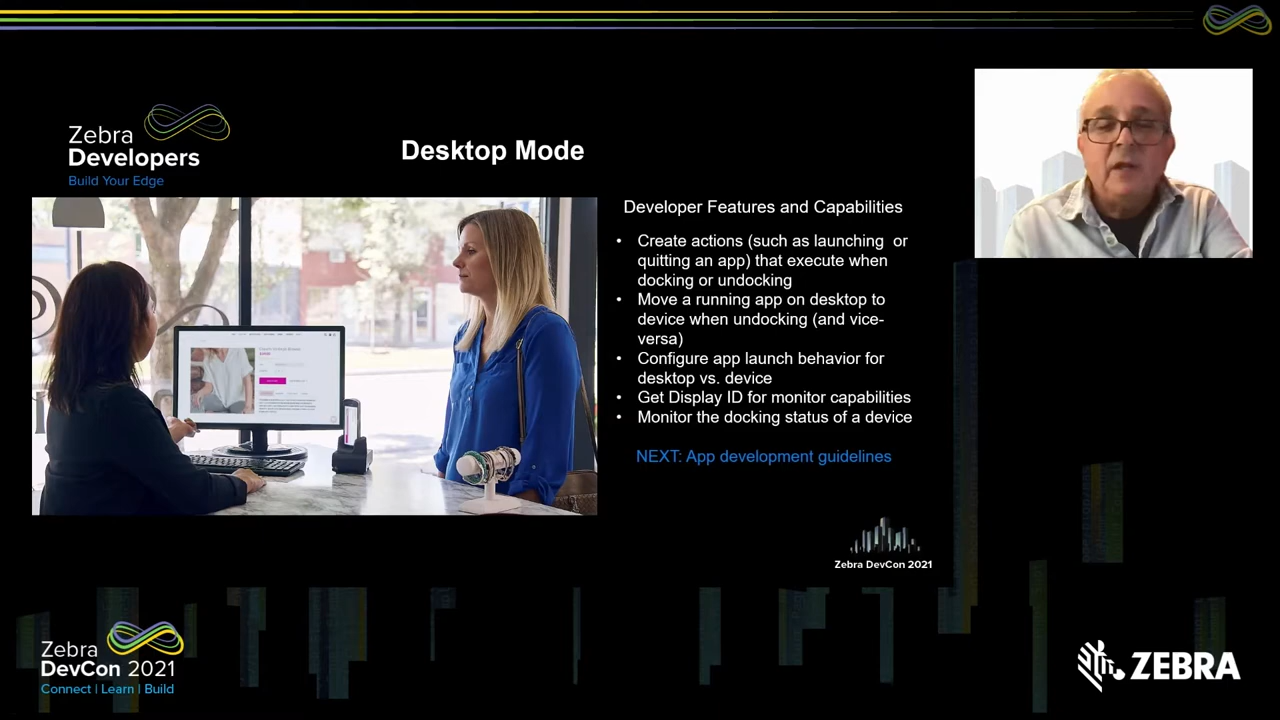 Zebra
Developers
Build Your Edge
Desktop Mode
Developer Features and Capabilities
• Create actions (such as launching or
quitting an app) that execute when
docking or undocking
• Move a running app on desktop to
device when undocking (and vice-
versa)
• Configure app launch behavior for
desktop vs. device
• Get Display ID for monitor capabilities
• Monitor the docking status of a device
NEXT: App development guidelines
Zebra DevCon 2021
Zebra
DevCon 2021
Connect | Learn | Build
ZEBRA